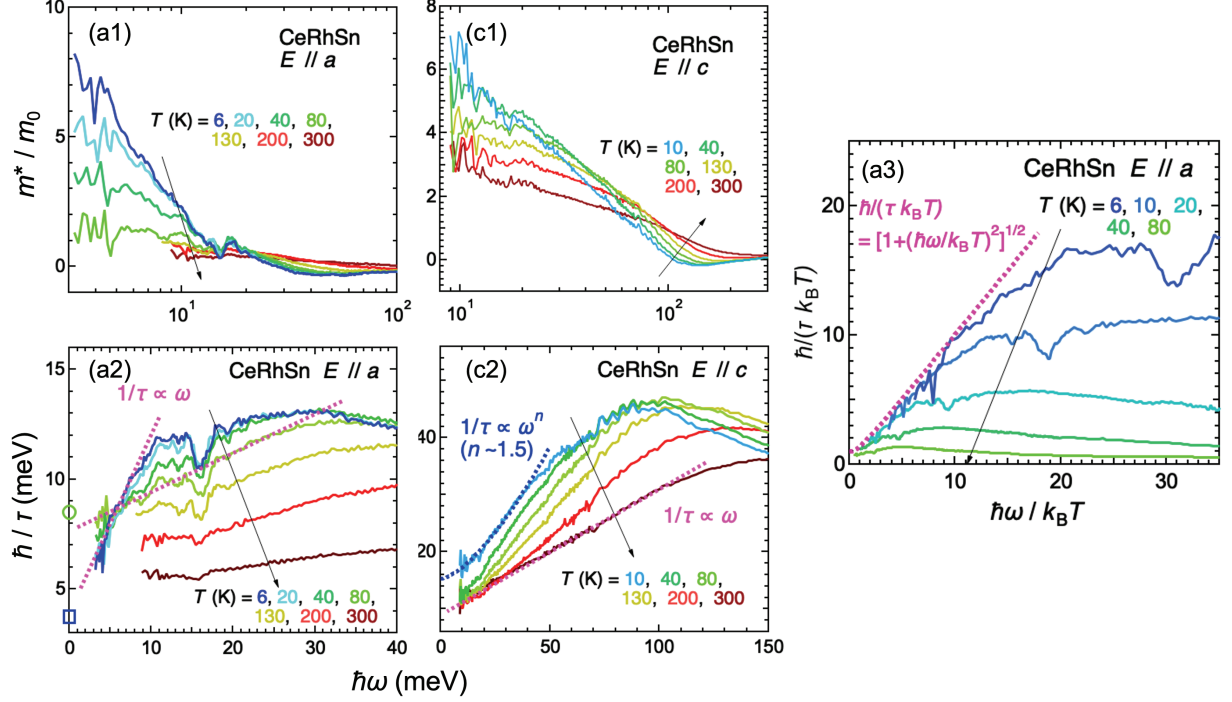 (a1)
CeRhSn
E // a
T (K) = 6, 20, 40, 80,
130, 200, 300
m* / m0
10
5
0
10^1
10^2
(c1)
CeRhSn
E // c
T (K) = 10, 40,
80, 130,
200, 300
8
6
4
2
0
10^1
10^2
(a2)
CeRhSn E // a
1/τ ∝ ω
T (K) = 6, 20, 40, 80,
130, 200, 300
ħ / τ (meV)
15
10
5
0
10
20
30
40
(c2)
CeRhSn E // c
1/τ ∝ ω^n
(n ~1.5)
1/τ ∝ ω
T (K) = 10, 40, 80,
130, 200, 300
40
20
0
50
100
150
ħω (meV)
(a3)
CeRhSn E // a
ħ/(τ kBT)
= [1+(ħω/kBT)^2]^1/2
T (K) = 6, 10, 20,
40, 80
ħ/(τ kBT)
20
10
0
0
10
20
30
ħω / kBT